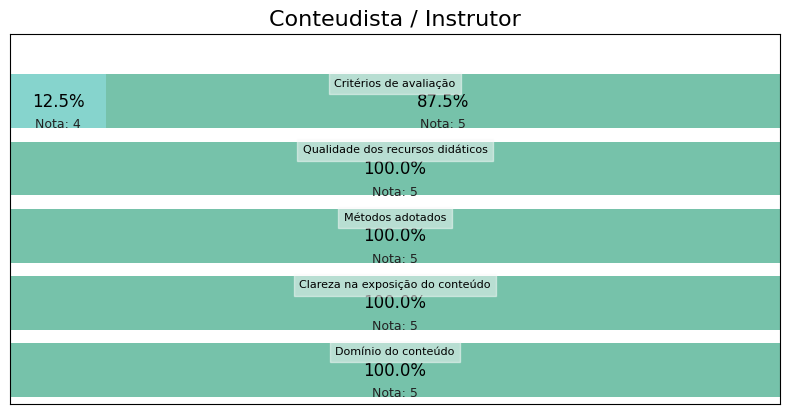 Conteudista / Instrutor
Critérios de avaliação
12.5% 87.5%
Nota: 4 Nota: 5
Qualidade dos recursos didáticos
100.0%
Nota: 5
Métodos adotados
100.0%
Nota: 5
Clareza na exposição do conteúdo
100.0%
Nota: 5
Domínio do conteúdo
100.0%
Nota: 5